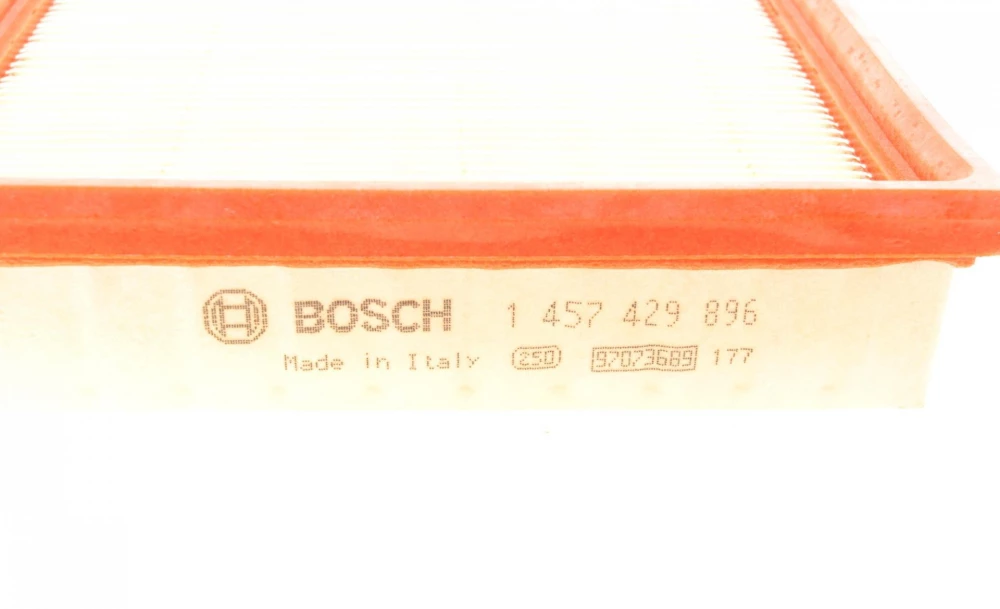 BOSCH 1 457 429 896
Made in Italy 250 97073689 177